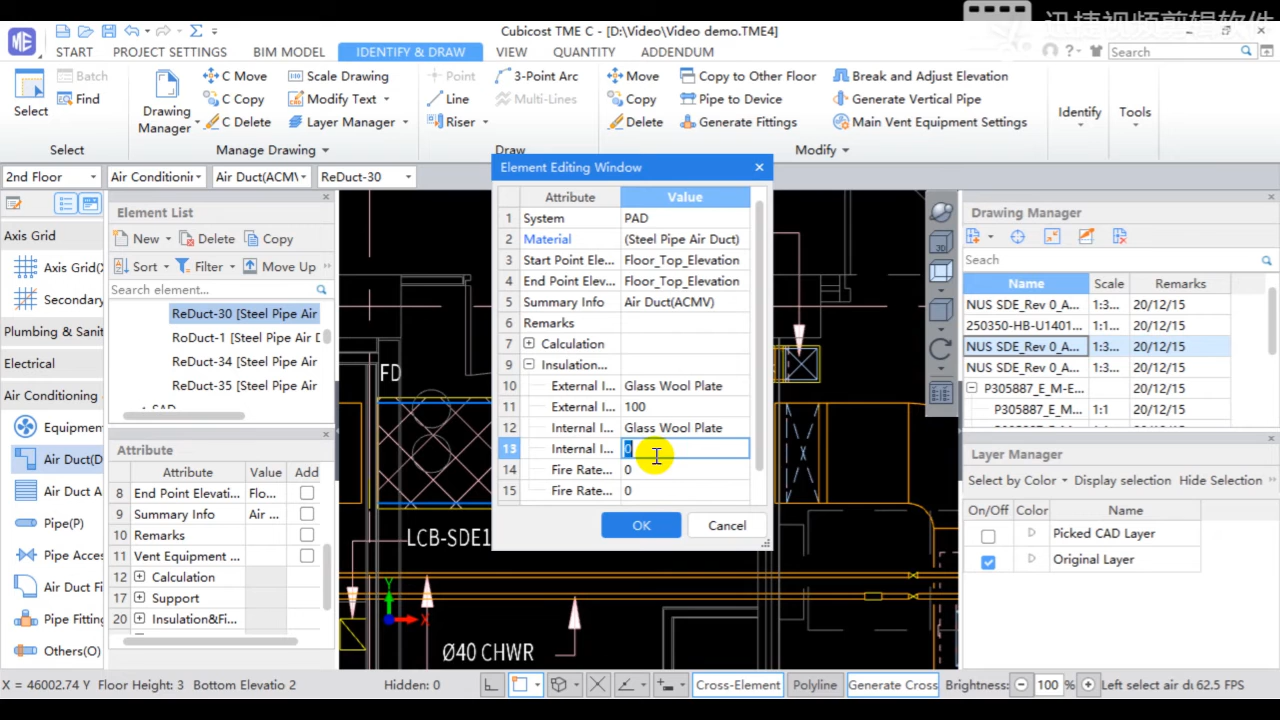 迅捷视频剪辑软件
ME
Cubicost TME C - [D:\Video\Video demo.TME4]
START PROJECT SETTINGS BIM MODEL IDENTIFY & DRAW VIEW QUANTITY ADDENDUM
Search
Select
Batch
Find
Select
Drawing Manager
C Move
C Copy
C Delete
Scale Drawing
Modify Text
Layer Manager
Manage Drawing
Point
Line
Riser
3-Point Arc
Multi-Lines
Draw
Move
Copy
Delete
Copy to Other Floor
Pipe to Device
Generate Fittings
Break and Adjust Elevation
Generate Vertical Pipe
Main Vent Equipment Settings
Modify
Identify
Tools
2nd Floor
Air Conditioni
Air Duct(ACM
ReDuct-30
Axis Grid
Axis Grid(
Secondary
Plumbing & Sanit
Electrical
Air Conditioning
Equipmen
Air Duct(D
Air Duct A
Pipe(P)
Pipe Acces
Air Duct Fi
Pipe Fittin
Others(O)
Element List
New Delete Copy
Sort Filter Move Up
Search element...
ReDuct-30 [Steel Pipe Air
RoDuct-1 [Steel Pipe Air D
ReDuct-34 [Steel Pipe Air
ReDuct-35 [Steel Pipe Air
Attribute
Attribute Value Add
8 End Point Elevati... Flo...
9 Summary Info Air ...
10 Remarks
11 Vent Equipment ...
12 Calculation
17 Support
20 Insulation&Fi...
FD
LCB-SDE1
Ø40 CHWR
Y
X
Element Editing Window
Attribute Value
1 System PAD
2 Material (Steel Pipe Air Duct)
3 Start Point Ele... Floor_Top_Elevation
4 End Point Elev... Floor_Top_Elevation
5 Summary Info Air Duct(ACMV)
6 Remarks
7 Calculation
9 Insulation...
10 External I... Glass Wool Plate
11 External I... 100
12 Internal I... Glass Wool Plate
13 Internal I... 0
14 Fire Rate... 0
15 Fire Rate... 0
OK Cancel
3D
Drawing Manager
Seach
Name Scale Remarks
NUS SDE_Rev 0_A... 1:3... 20/12/15
250350-HB-U1401... 1:1... 20/12/15
NUS SDE_Rev 0_A... 1:3... 20/12/15
NUS SDE_Rev 0_A... 1:3... 20/12/15
P305887_E_M-E... 20/12/15
P305887_E_M... 1:1 20/12/15
Layer Manager
Select by Color Display selection Hide Selection
On/Off Color Name
Picked CAD Layer
Original Layer
X = 46002.74 Y Floor Height: 3 Bottom Elevatio 2 Hidden: 0 Cross-Element Polyline Generate Cross Brightness: 100 % Left select air du 62.5 FPS